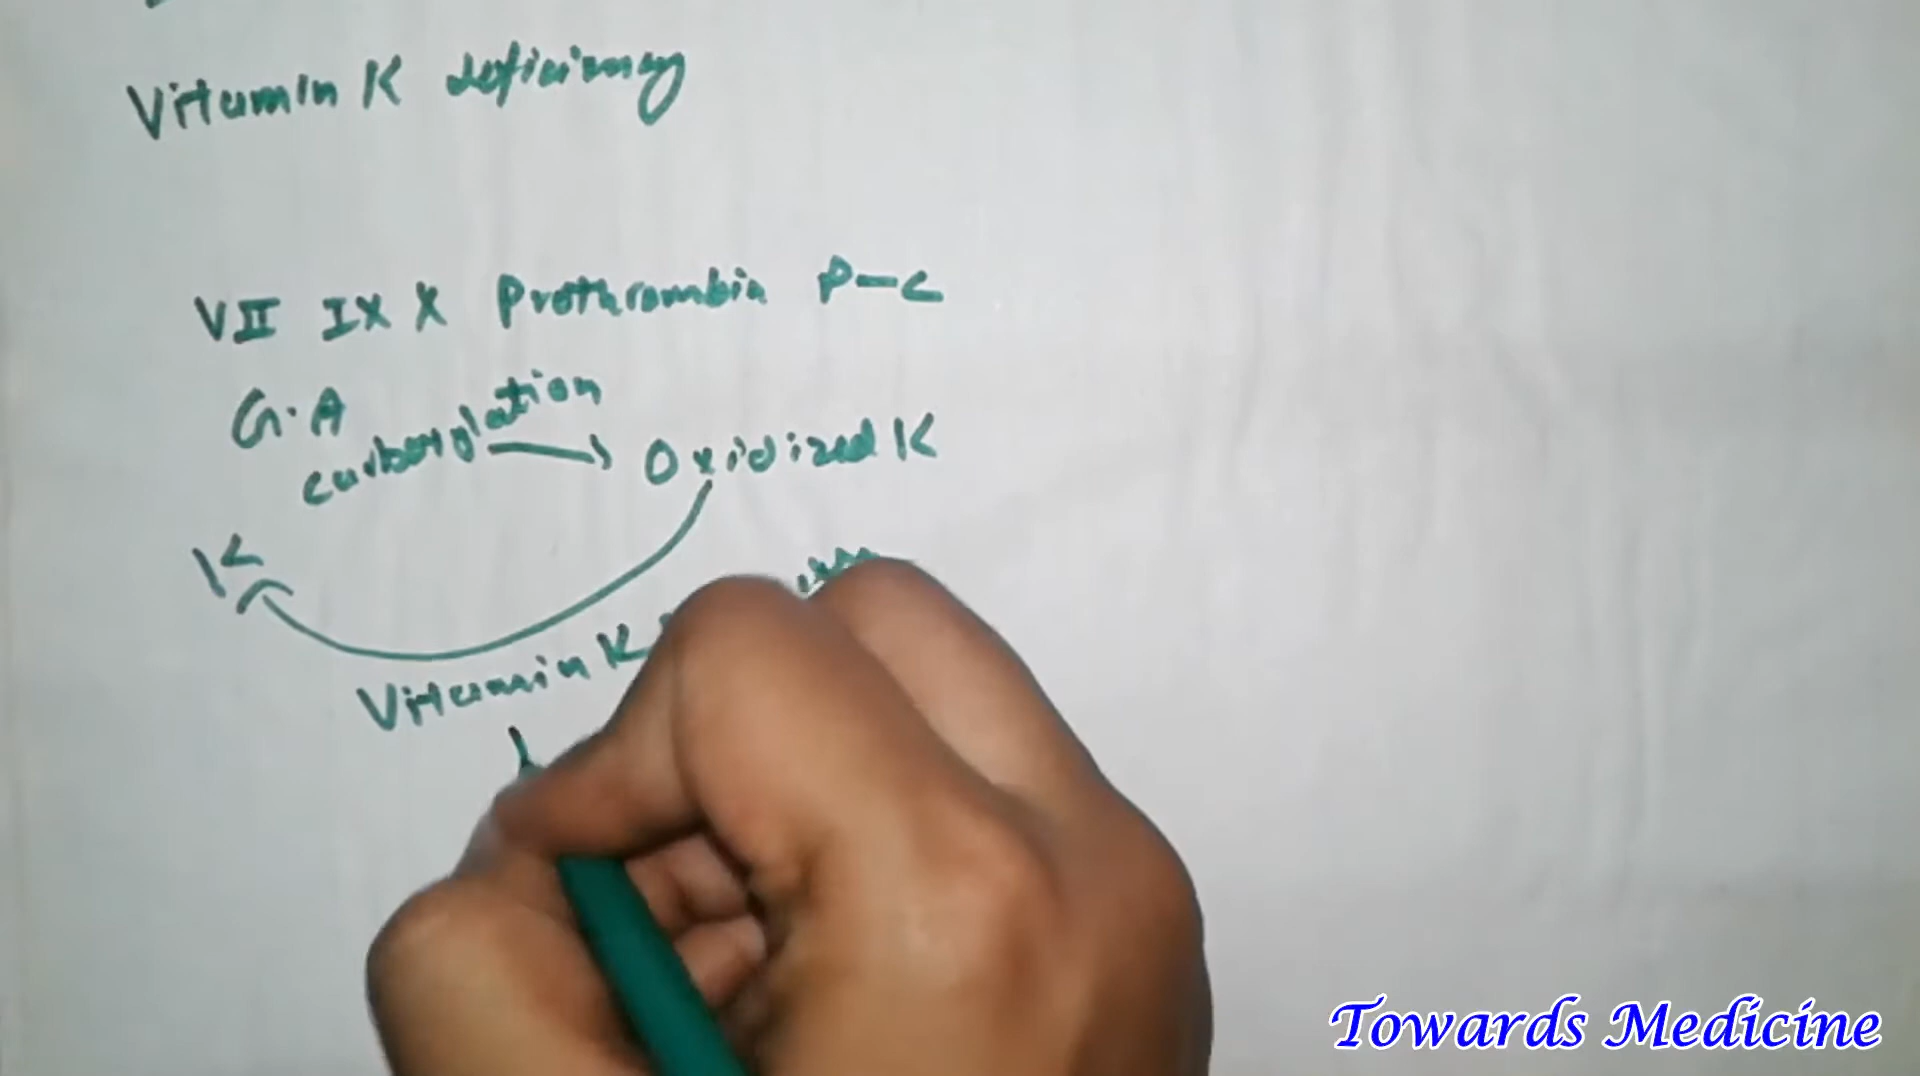 Vitamin K deficiency
VII IX X Prothrombin P-C
G.A
carboxylation → Oxidized K
K
Vitamin K
Towards Medicine